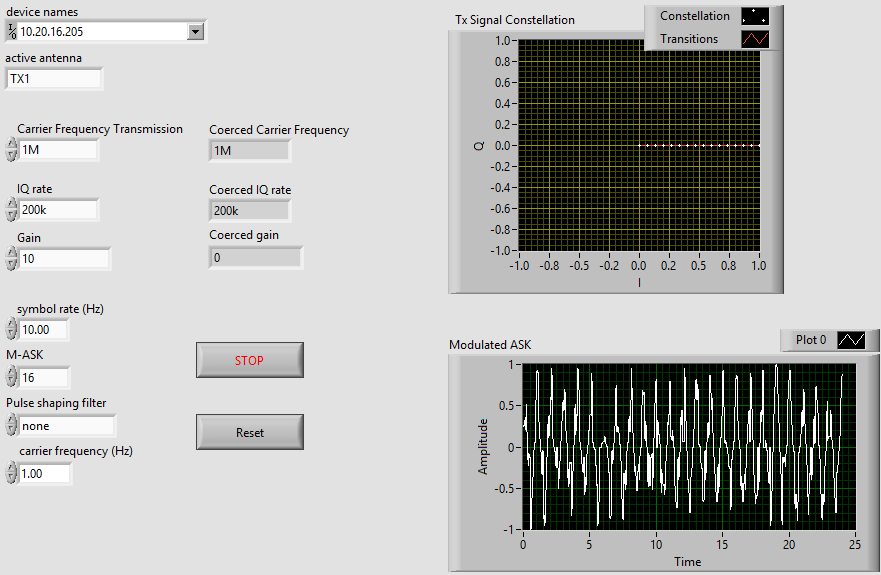 device names
I/O 10.20.16.205
active antenna
TX1
Carrier Frequency Transmission
1M
Coerced Carrier Frequency
1M
IQ rate
200k
Coerced IQ rate
200k
Gain
10
Coerced gain
0
symbol rate (Hz)
10.00
M-ASK
16
Pulse shaping filter
none
carrier frequency (Hz)
1.00
STOP
Reset
Tx Signal Constellation
Constellation
Transitions
1.0
0.8
0.6
0.4
0.2
0.0
-0.2
-0.4
-0.6
-0.8
-1.0
Q
-1.0 -0.8 -0.5 -0.2 0.0 0.2 0.5 0.8 1.0
I
Modulated ASK
Plot 0
1
0.5
0
-0.5
-1
Amplitude
0 5 10 15 20 25
Time